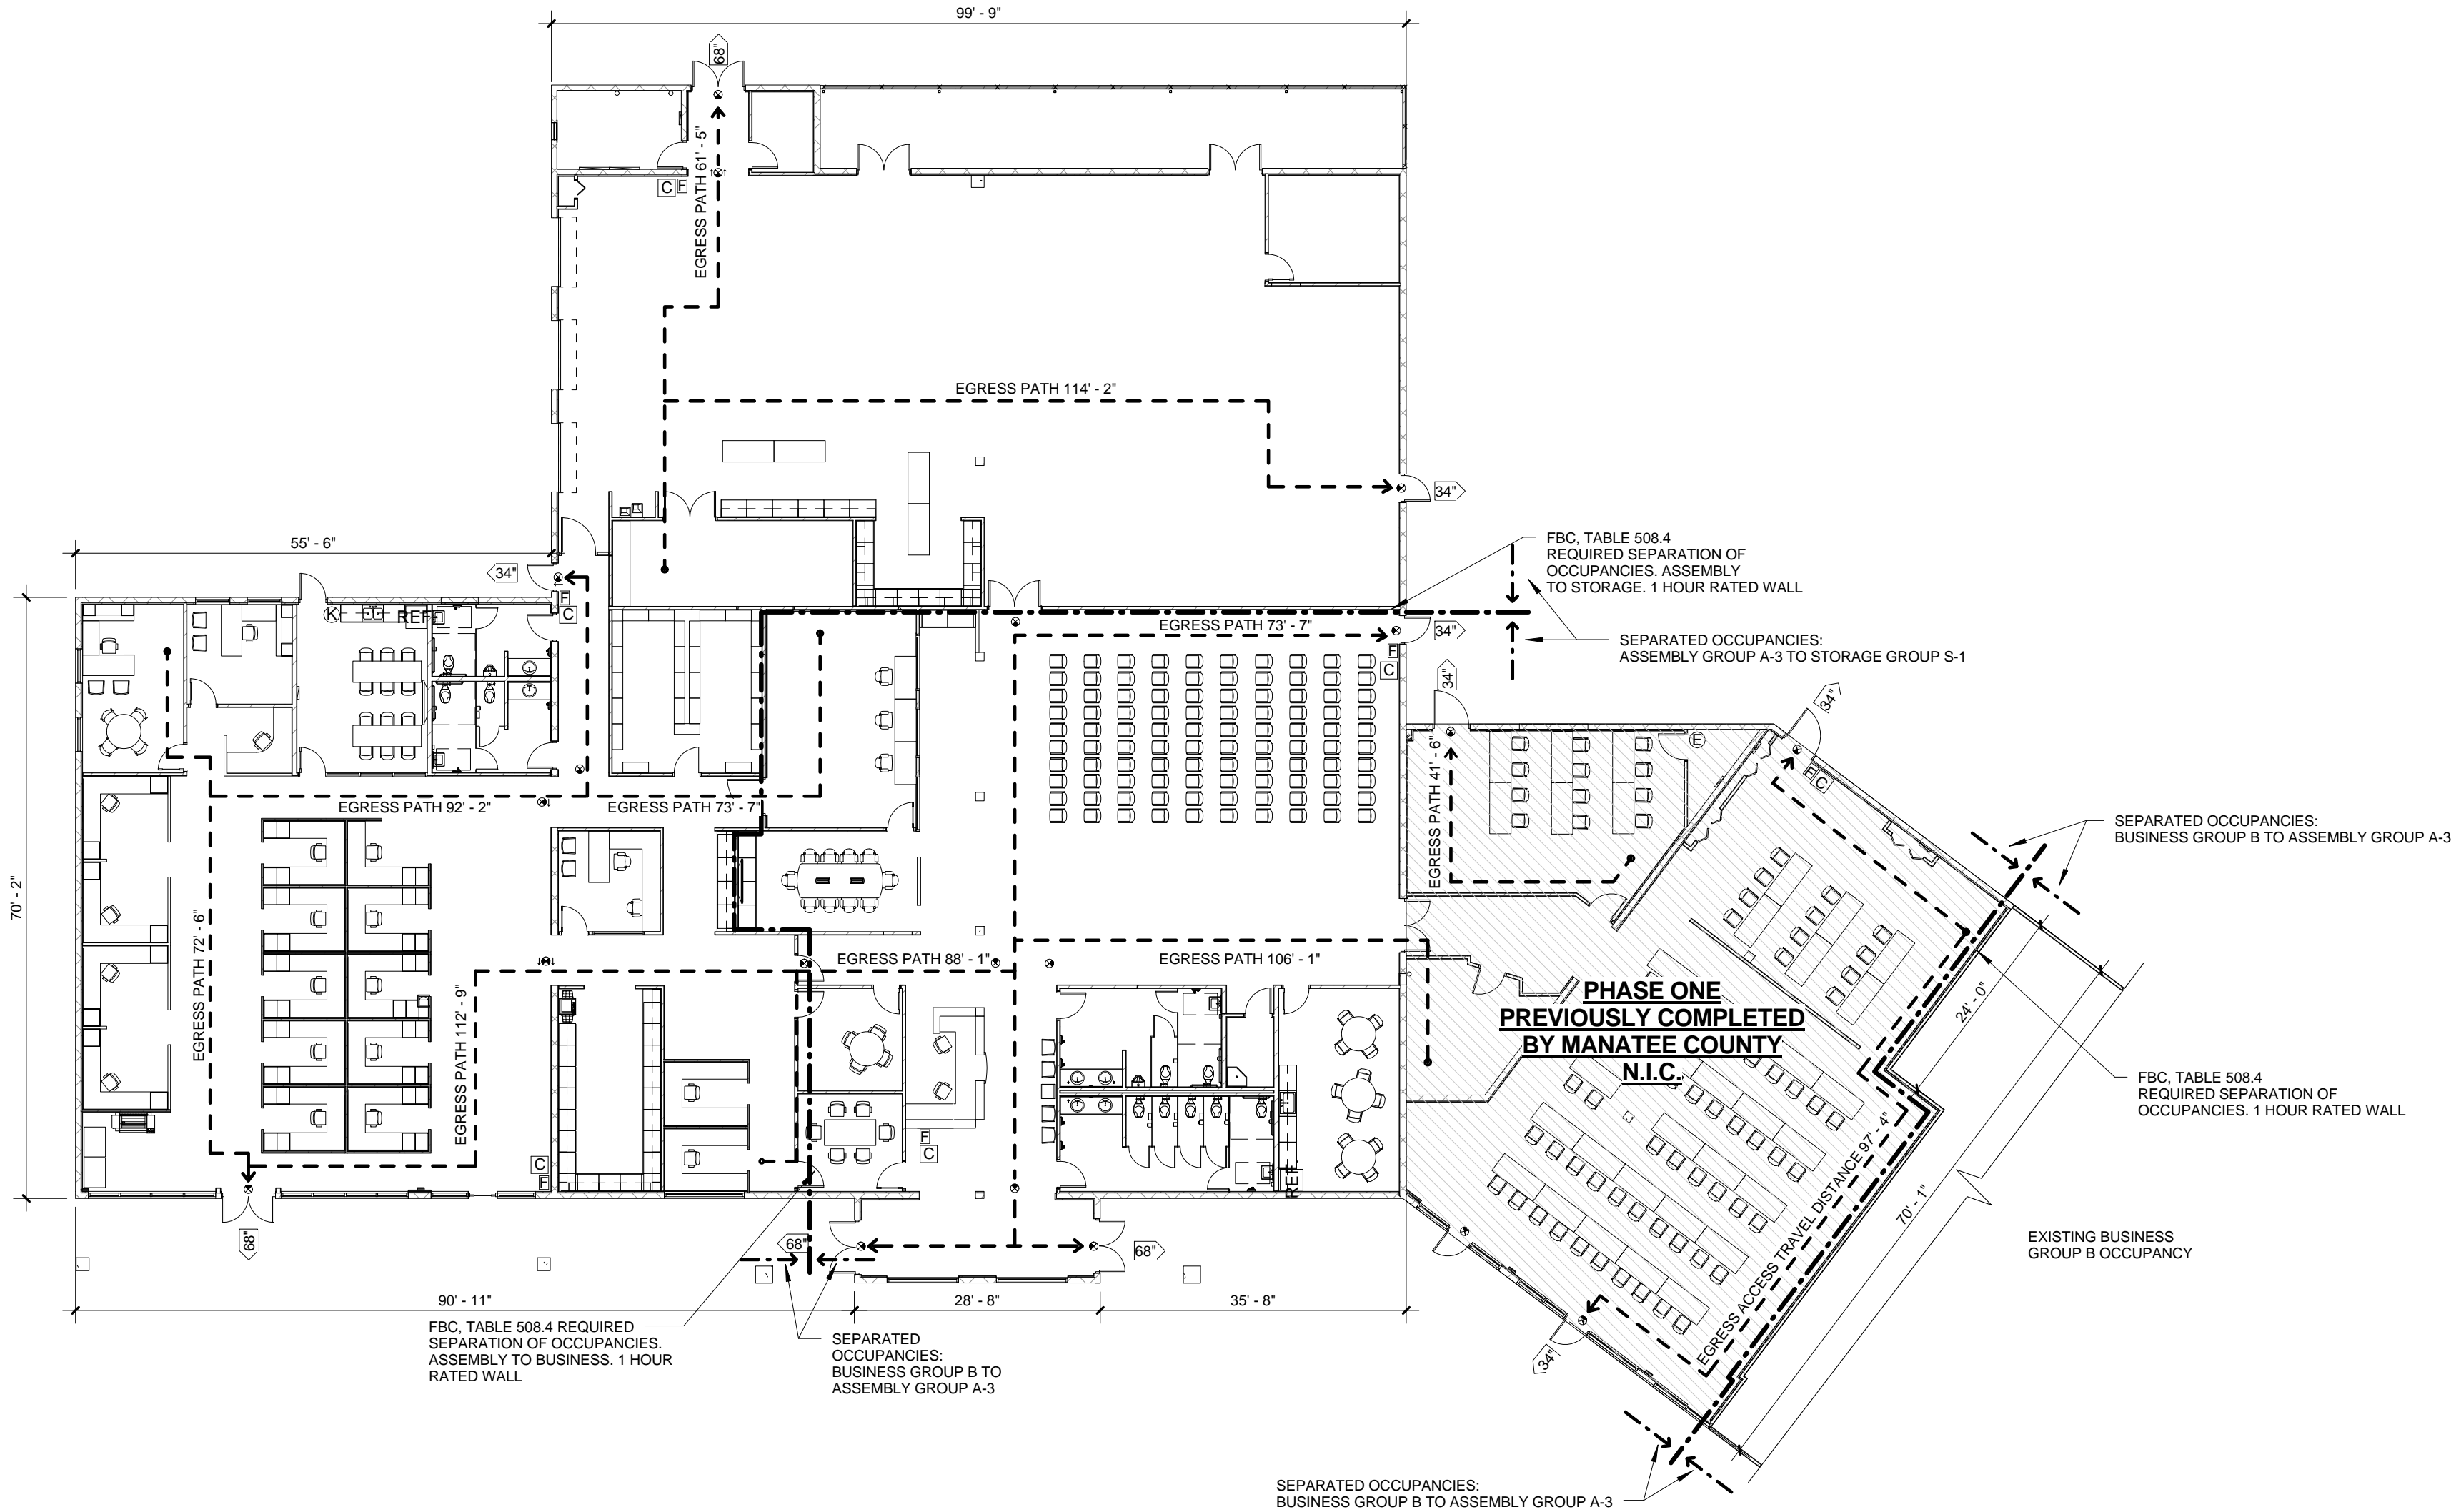 99' - 9"
68"
EGRESS PATH 61' - 5"
C
F
EGRESS PATH 114' - 2"
34"
55' - 6"
34"
FBC, TABLE 508.4
REQUIRED SEPARATION OF
OCCUPANCIES. ASSEMBLY
TO STORAGE. 1 HOUR RATED WALL
F
C
K
REF.
EGRESS PATH 73' - 7"
34"
SEPARATED OCCUPANCIES:
ASSEMBLY GROUP A-3 TO STORAGE GROUP S-1
F
C
34"
34"
E
EGRESS PATH 41' - 6"
F
C
EGRESS PATH 92' - 2"
EGRESS PATH 73' - 7"
SEPARATED OCCUPANCIES:
BUSINESS GROUP B TO ASSEMBLY GROUP A-3
70' - 2"
EGRESS PATH 72' - 6"
EGRESS PATH 112' - 9"
EGRESS PATH 88' - 1"
EGRESS PATH 106' - 1"
PHASE ONE
PREVIOUSLY COMPLETED
BY MANATEE COUNTY
N.I.C.
24' - 0"
FBC, TABLE 508.4
REQUIRED SEPARATION OF
OCCUPANCIES. 1 HOUR RATED WALL
F
C
C
F
REF.
EGRESS ACCESS TRAVEL DISTANCE 97' - 4"
70' - 1"
EXISTING BUSINESS
GROUP B OCCUPANCY
68"
68"
68"
34"
90' - 11"
28' - 8"
35' - 8"
FBC, TABLE 508.4 REQUIRED
SEPARATION OF OCCUPANCIES.
ASSEMBLY TO BUSINESS. 1 HOUR
RATED WALL
SEPARATED
OCCUPANCIES:
BUSINESS GROUP B TO
ASSEMBLY GROUP A-3
SEPARATED OCCUPANCIES:
BUSINESS GROUP B TO ASSEMBLY GROUP A-3